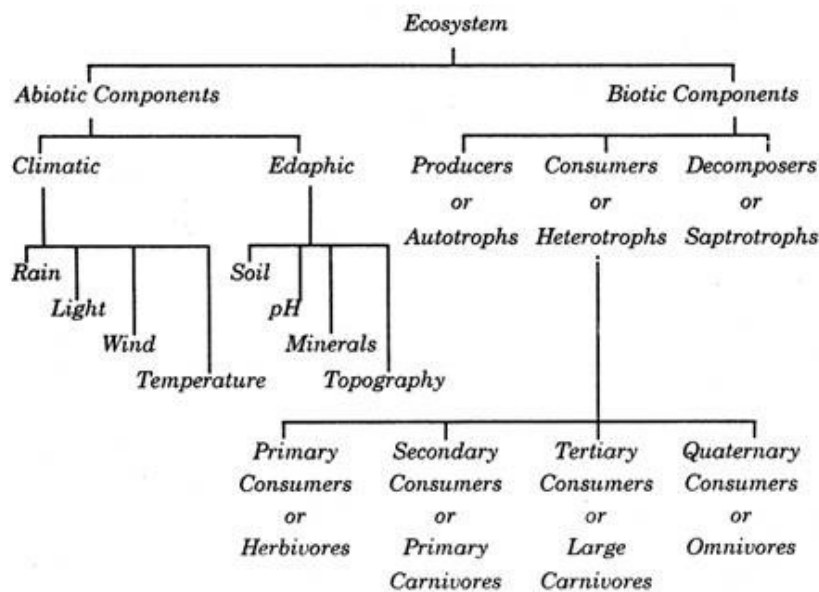 Ecosystem
Abiotic Components Biotic Components
Climatic Edaphic Producers Consumers Decomposers
or or or
Autotrophs Heterotrophs Saptrotrophs
Rain Soil
Light pH
Wind Minerals
Temperature Topography
Primary Secondary Tertiary Quaternary
Consumers Consumers Consumers Consumers
or or or or
Herbivores Primary Large Omnivores
Carnivores Carnivores